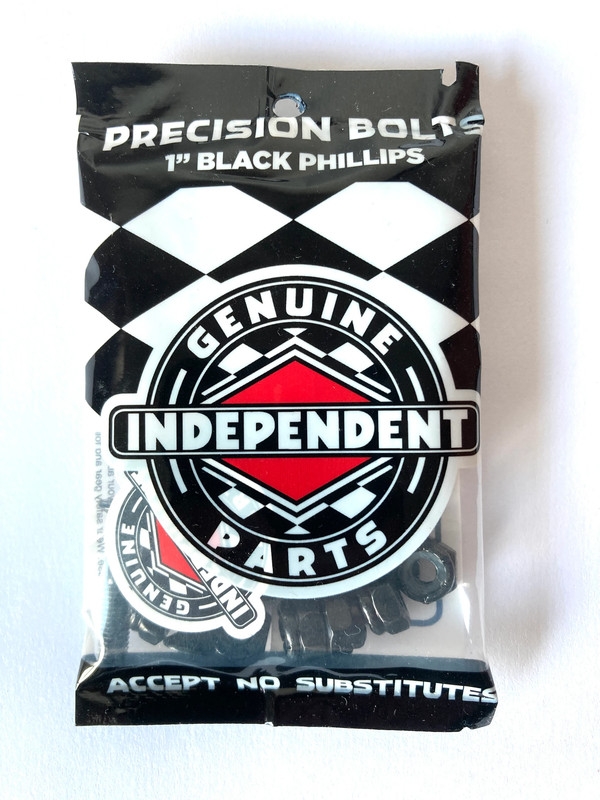 PRECISION BOLTS
1” BLACK PHILLIPS
GENUINE
INDEPENDENT
PARTS
GENUINE
ACCEPT NO SUBSTITUTES